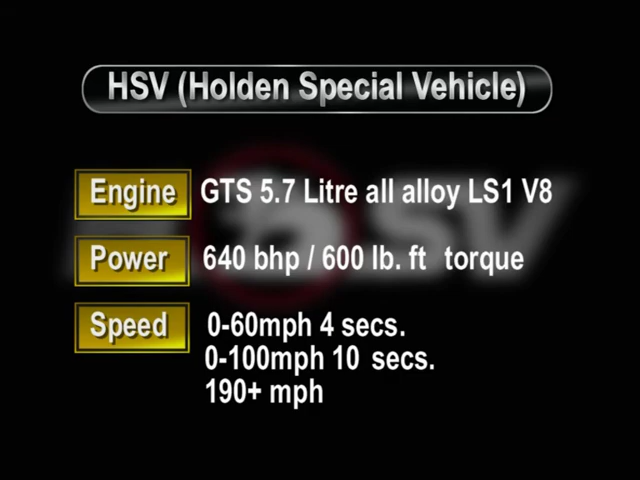 HSV (Holden Special Vehicle)
Engine GTS 5.7 Litre all alloy LS1 V8
Power 640 bhp / 600 lb. ft torque
Speed 0-60mph 4 secs.
0-100mph 10 secs.
190+ mph
HSV